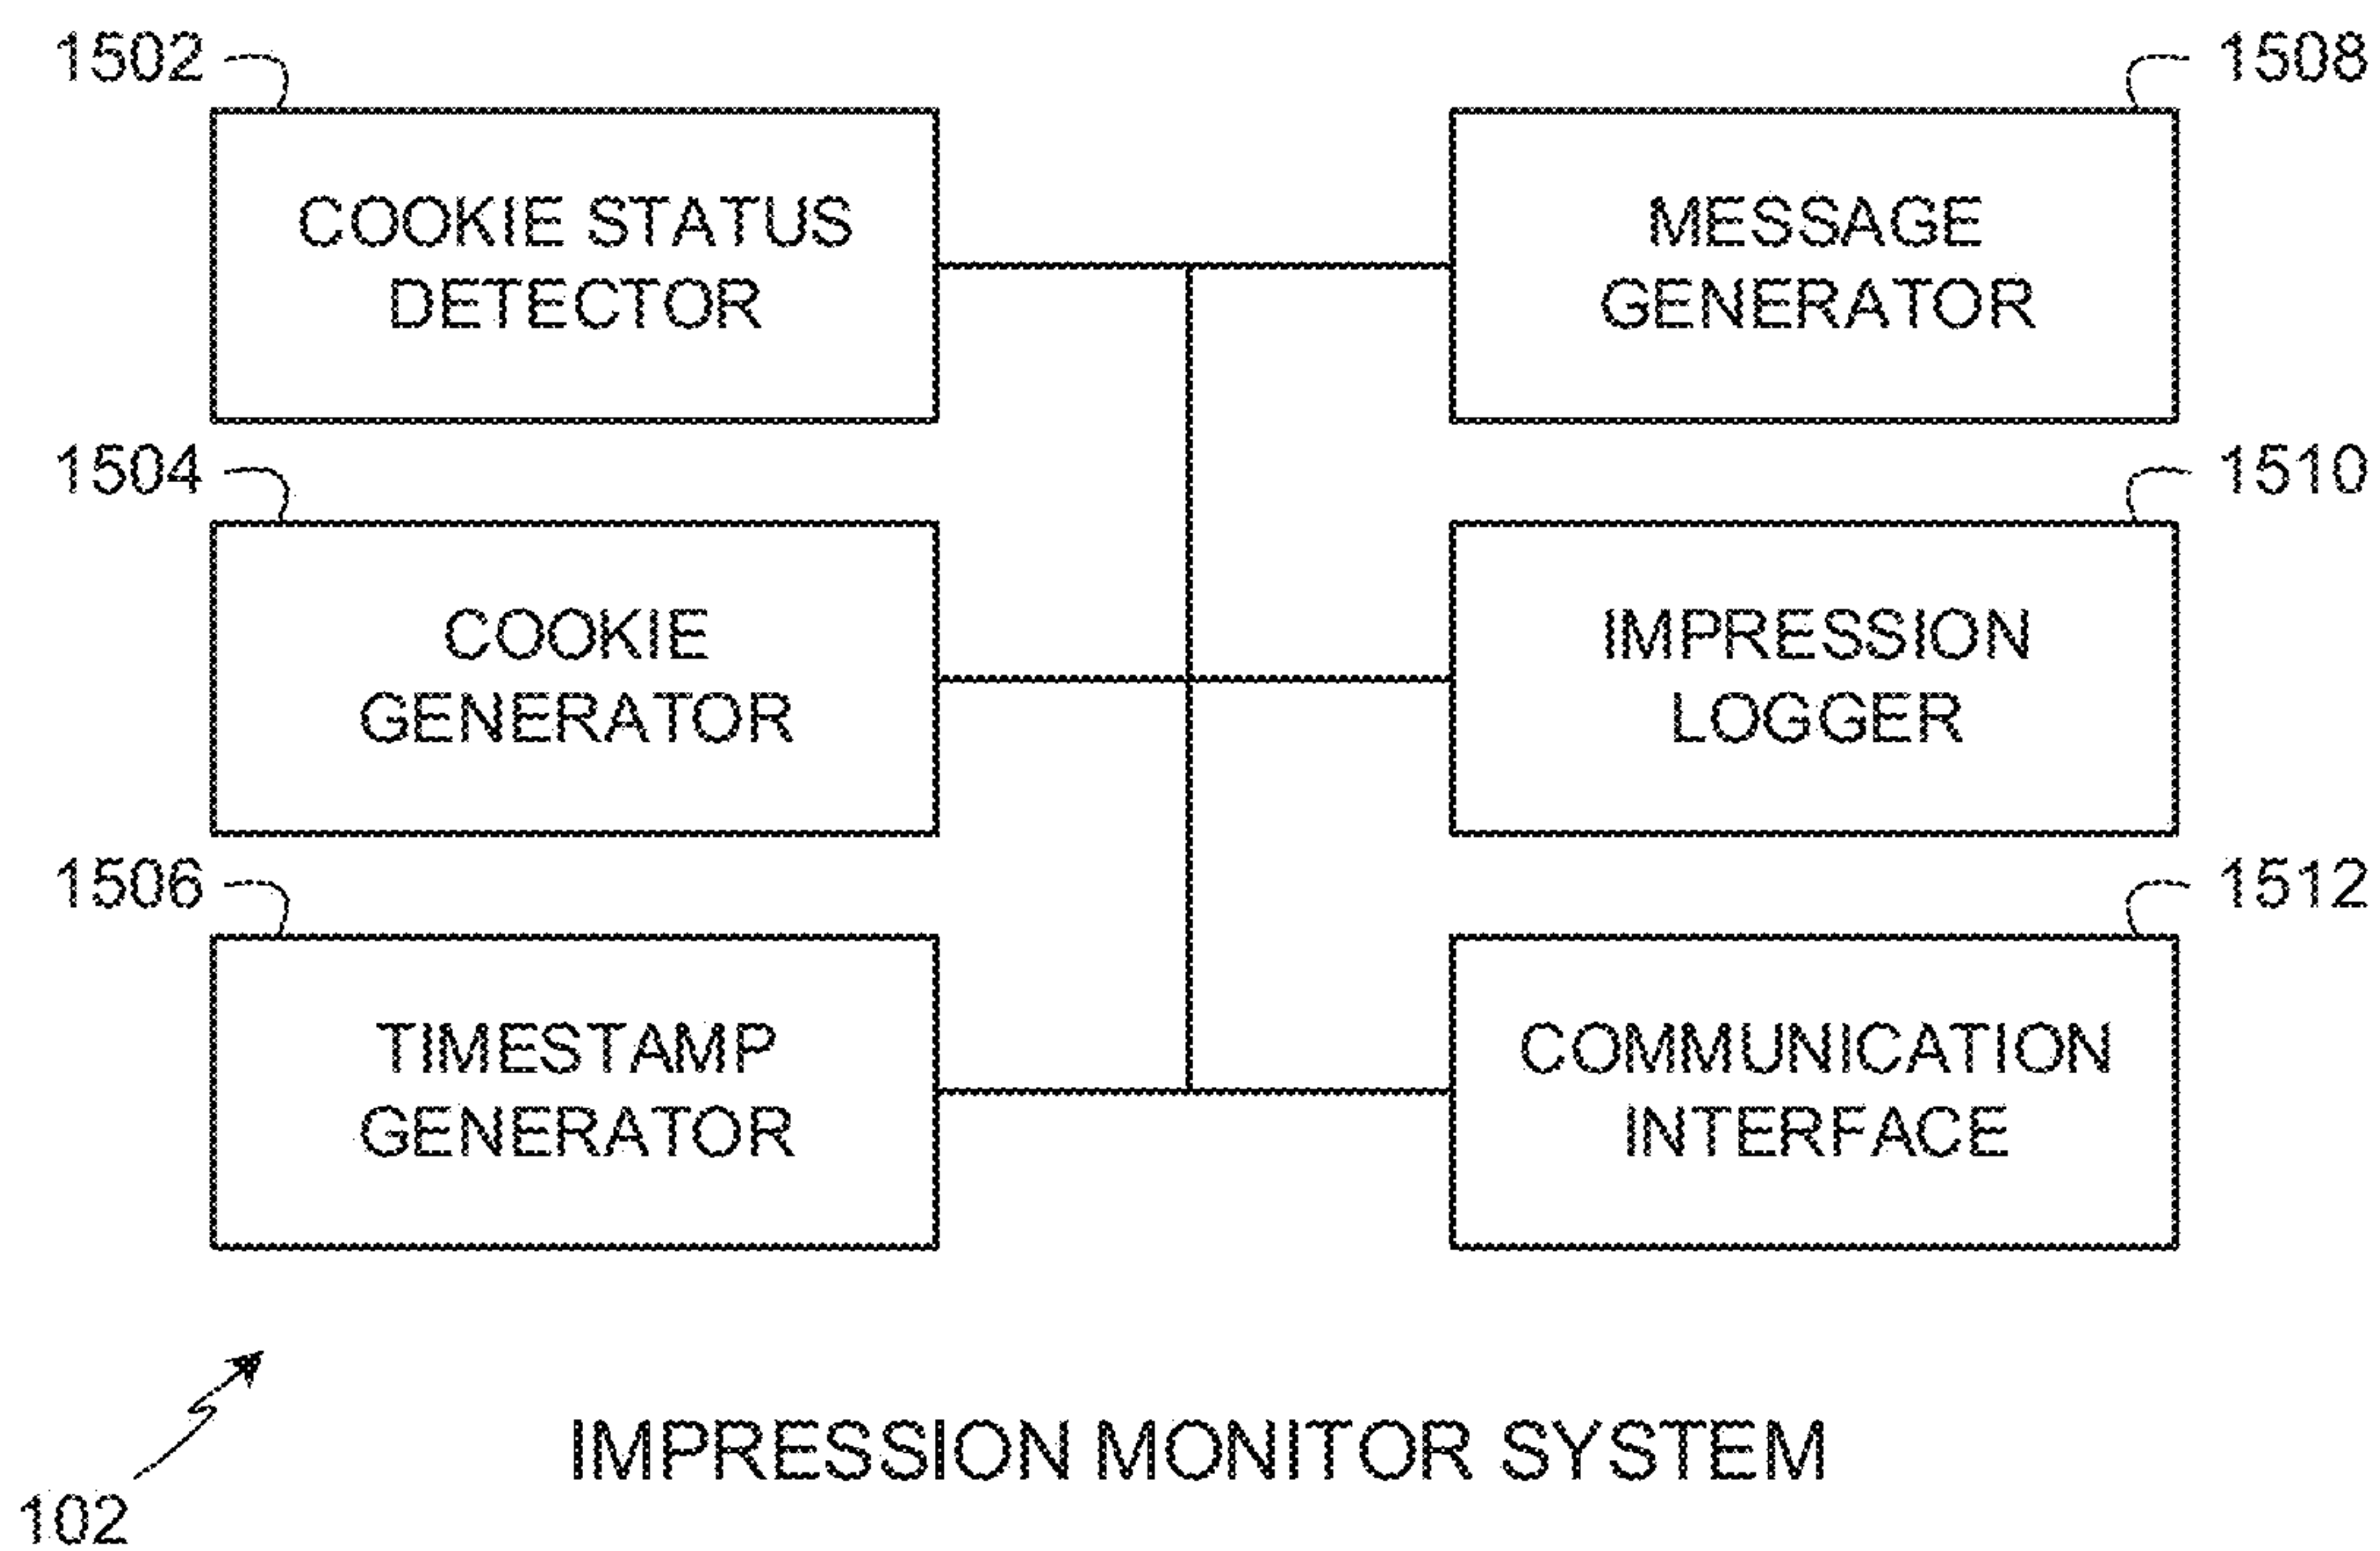 1502
1508
COOKIE STATUS
DETECTOR
MESSAGE
GENERATOR
1504
1510
COOKIE
GENERATOR
IMPRESSION
LOGGER
1506
1512
TIMESTAMP
GENERATOR
COMMUNICATION
INTERFACE
102
IMPRESSION MONITOR SYSTEM